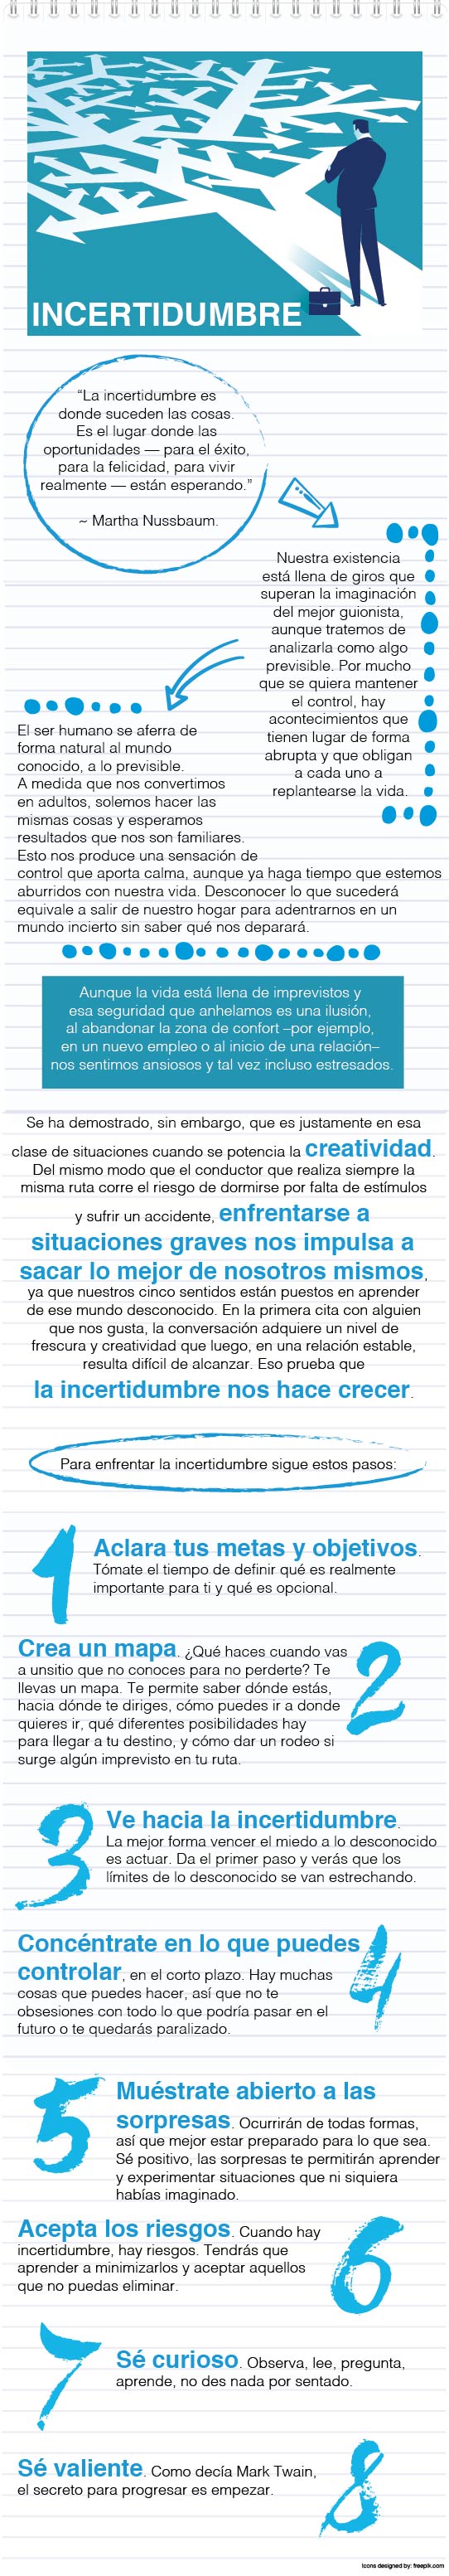 INCERTIDUMBRE
“La incertidumbre es
donde suceden las cosas.
Es el lugar donde las
oportunidades — para el éxito,
para la felicidad, para vivir
realmente — están esperando.”
~ Martha Nussbaum.
Nuestra existencia
está llena de giros que
superan la imaginación
del mejor guionista,
aunque tratemos de
analizarla como algo
previsible. Por mucho
que se quiera mantener
el control, hay
acontecimientos que
tienen lugar de forma
abrupta y que obligan
a cada uno a
replantearse la vida.
El ser humano se aferra de
forma natural al mundo
conocido, a lo previsible.
A medida que nos convertimos
en adultos, solemos hacer las
mismas cosas y esperamos
resultados que nos son familiares.
Esto nos produce una sensación de
control que aporta calma, aunque ya haga tiempo que estemos
aburridos con nuestra vida. Desconocer lo que sucederá
equivale a salir de nuestro hogar para adentrarnos en un
mundo incierto sin saber qué nos deparará.
Aunque la vida está llena de imprevistos y
esa seguridad que anhelamos es una ilusión,
al abandonar la zona de confort –por ejemplo,
en un nuevo empleo o al inicio de una relación–
nos sentimos ansiosos y tal vez incluso estresados.
Se ha demostrado, sin embargo, que es justamente en esa
clase de situaciones cuando se potencia la creatividad.
Del mismo modo que el conductor que realiza siempre la
misma ruta corre el riesgo de dormirse por falta de estímulos
y sufrir un accidente, enfrentarse a
situaciones graves nos impulsa a
sacar lo mejor de nosotros mismos,
ya que nuestros cinco sentidos están puestos en aprender
de ese mundo desconocido. En la primera cita con alguien
que nos gusta, la conversación adquiere un nivel de
frescura y creatividad que luego, en una relación estable,
resulta difícil de alcanzar. Eso prueba que
la incertidumbre nos hace crecer.
Para enfrentar la incertidumbre sigue estos pasos:
1
Aclara tus metas y objetivos.
Tómate el tiempo de definir qué es realmente
importante para ti y qué es opcional.
2
Crea un mapa. ¿Qué haces cuando vas
a unsitio que no conoces para no perderte? Te
llevas un mapa. Te permite saber dónde estás,
hacia dónde te diriges, cómo puedes ir a donde
quieres ir, qué diferentes posibilidades hay
para llegar a tu destino, y cómo dar un rodeo si
surge algún imprevisto en tu ruta.
3
Ve hacia la incertidumbre.
La mejor forma vencer el miedo a lo desconocido
es actuar. Da el primer paso y verás que los
límites de lo desconocido se van estrechando.
4
Concéntrate en lo que puedes
controlar, en el corto plazo. Hay muchas
cosas que puedes hacer, así que no te
obsesiones con todo lo que podría pasar en el
futuro o te quedarás paralizado.
5
Muéstrate abierto a las
sorpresas. Ocurrirán de todas formas,
así que mejor estar preparado para lo que sea.
Sé positivo, las sorpresas te permitirán aprender
y experimentar situaciones que ni siquiera
habías imaginado.
6
Acepta los riesgos. Cuando hay
incertidumbre, hay riesgos. Tendrás que
aprender a minimizarlos y aceptar aquellos
que no puedas eliminar.
7
Sé curioso. Observa, lee, pregunta,
aprende, no des nada por sentado.
8
Sé valiente. Como decía Mark Twain,
el secreto para progresar es empezar.
Icons designed by: freepik.com